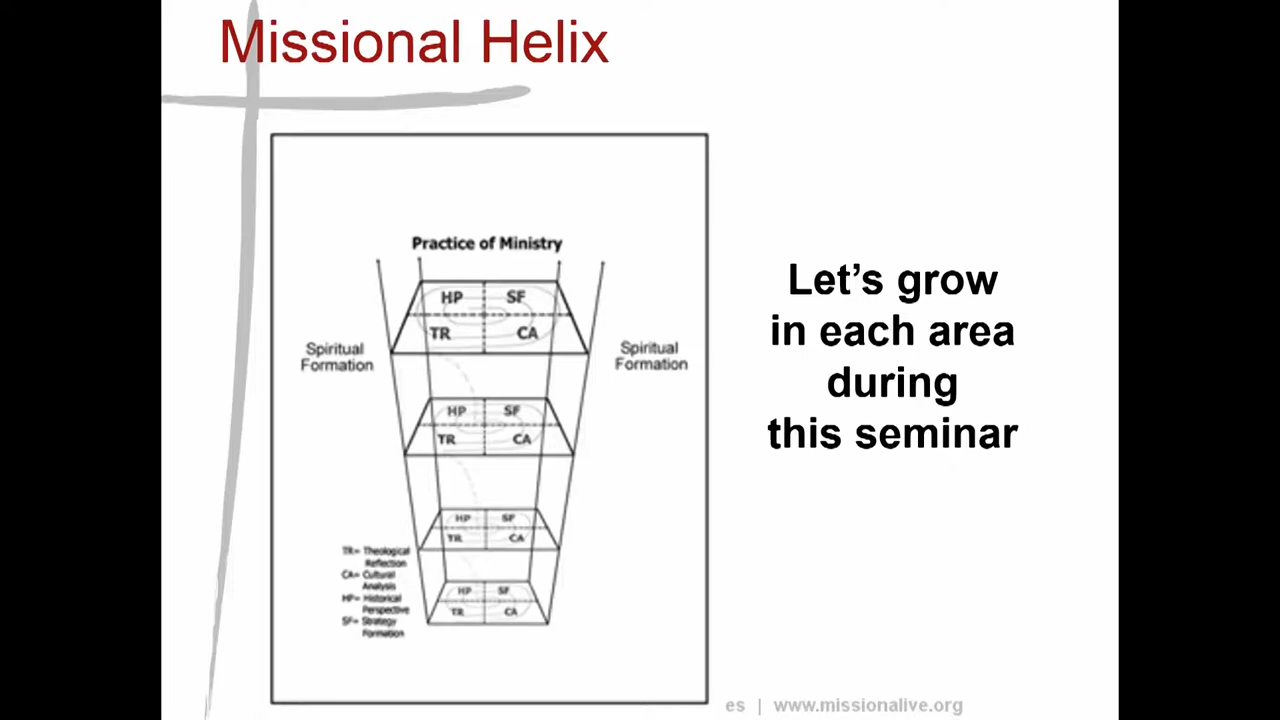 Missional Helix
Practice of Ministry
HP SF
TR CA
Spiritual
Formation
Spiritual
Formation
HP SF
TR CA
HP SF
TR CA
HP SF
TR CA
TR= Theological
Reflection
CA= Cultural
Analysis
HP= Historical
Perspective
SF= Strategy
Formation
Let's grow
in each area
during
this seminar
es | www.missionalive.org